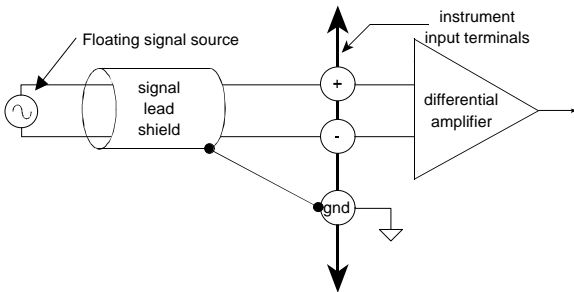 instrument
input terminals
Floating signal source
signal
lead
shield
+
differential
amplifier
-
gnd